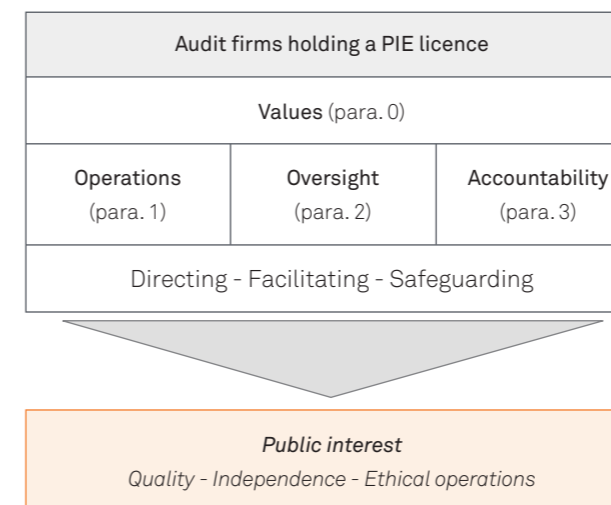 Audit firms holding a PIE licence
Values (para. 0)
Operations
(para. 1)
Oversight
(para. 2)
Accountability
(para. 3)
Directing - Facilitating - Safeguarding
Public interest
Quality - Independence - Ethical operations